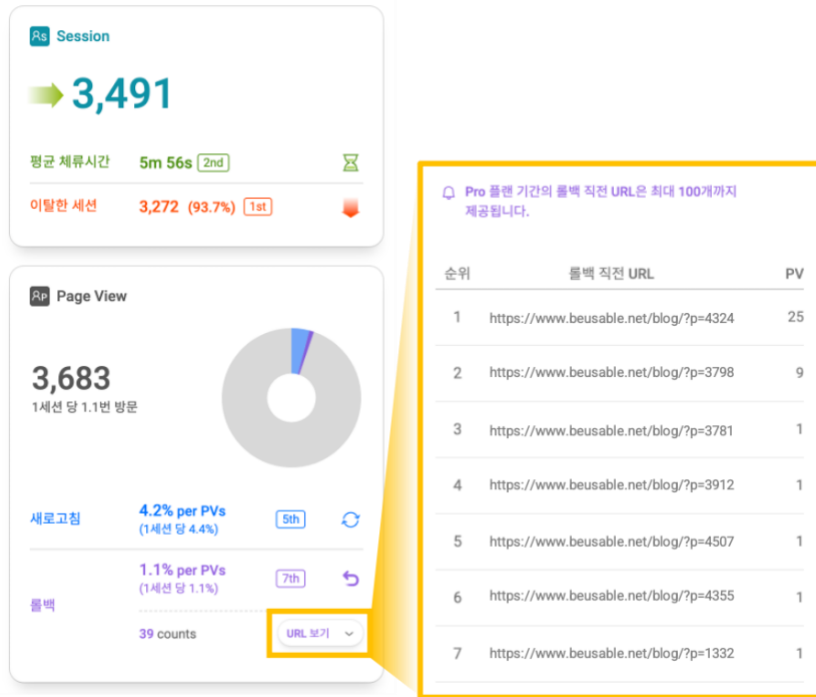 Rs Session
3,491
평균 체류시간 5m 56s 2nd
이탈한 세션 3,272 (93.7%) 1st
RP Page View
3,683
1세션 당 1.1번 방문
새로고침 4.2% per PVs 5th
(1세션 당 4.4%)
롤백 1.1% per PVs 7th
(1세션 당 1.1%)
39 counts URL 보기
Pro 플랜 기간의 롤백 직전 URL은 최대 100개까지
제공됩니다.
순위 롤백 직전 URL PV
1 https://www.beusable.net/blog/?p=4324 25
2 https://www.beusable.net/blog/?p=3798 9
3 https://www.beusable.net/blog/?p=3781 1
4 https://www.beusable.net/blog/?p=3912 1
5 https://www.beusable.net/blog/?p=4507 1
6 https://www.beusable.net/blog/?p=4355 1
7 https://www.beusable.net/blog/?p=1332 1